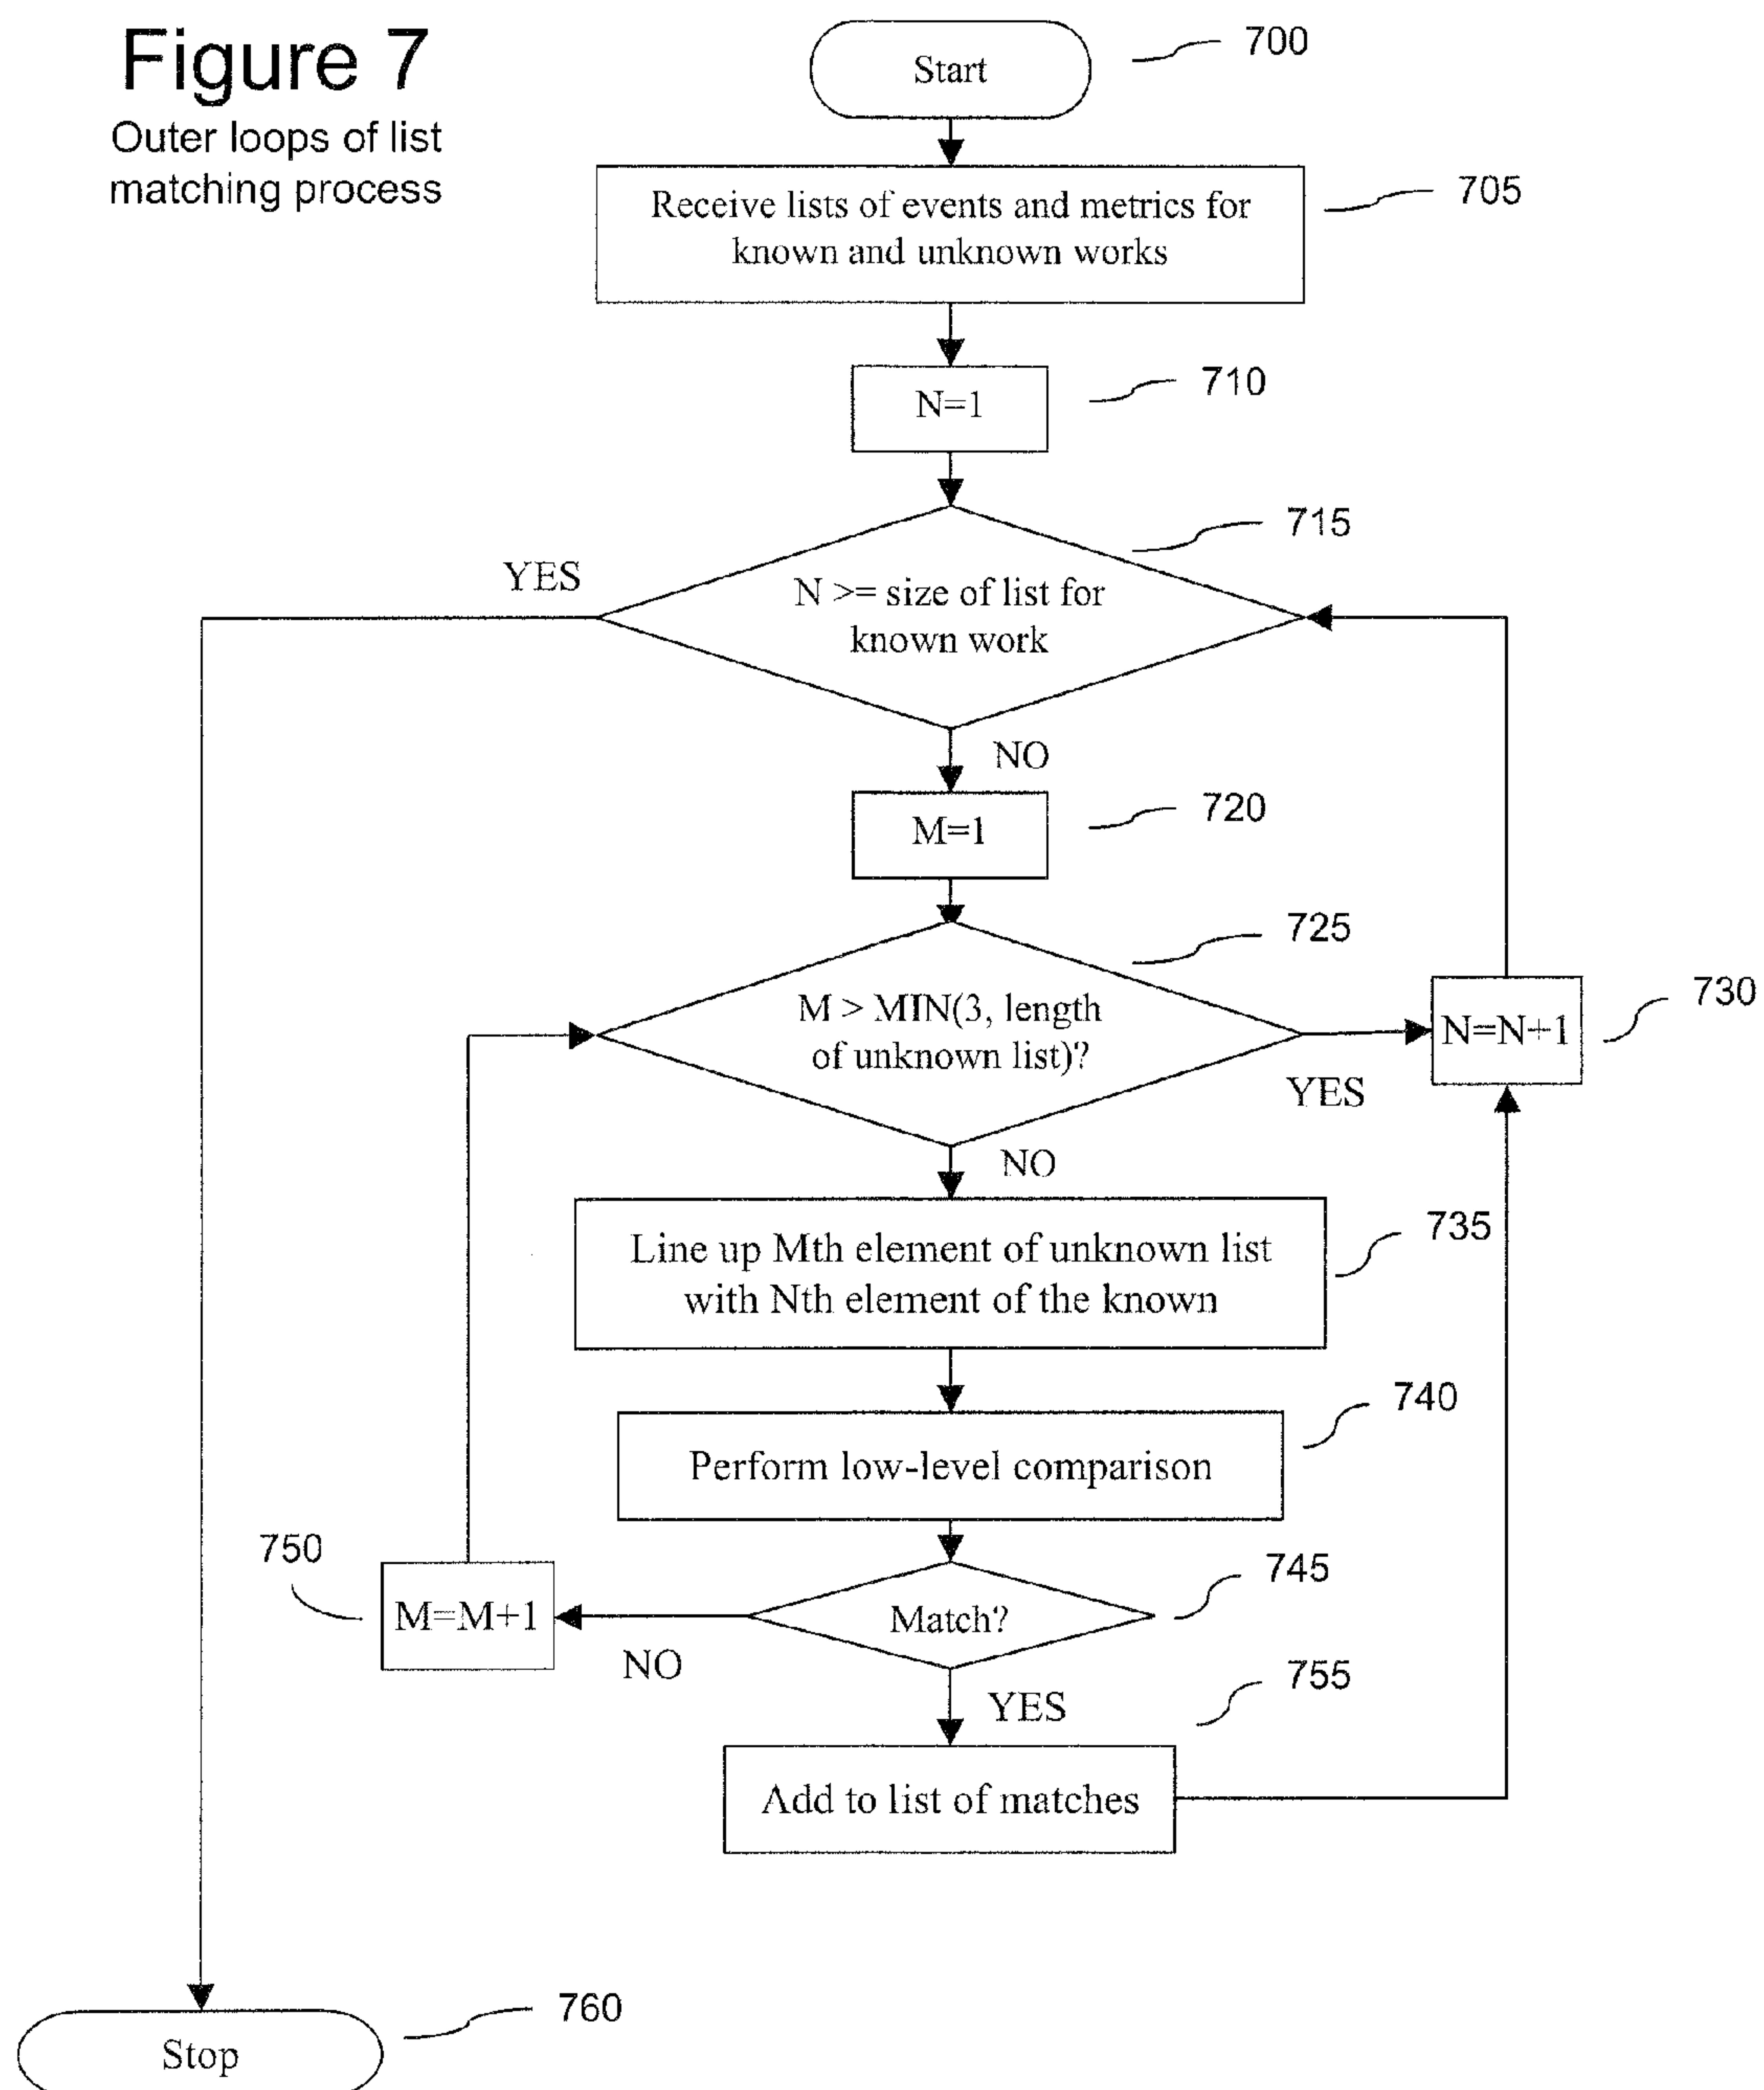 Figure 7
Outer loops of list
matching process
Start
700
Receive lists of events and metrics for
known and unknown works
705
N=1
710
N >= size of list for
known work
715
YES
NO
M=1
720
M > MIN(3, length
of unknown list)?
725
YES
N=N+1
730
NO
Line up Mth element of unknown list
with Nth element of the known
735
Perform low-level comparison
740
Match?
745
NO
M=M+1
750
YES
755
Add to list of matches
Stop
760